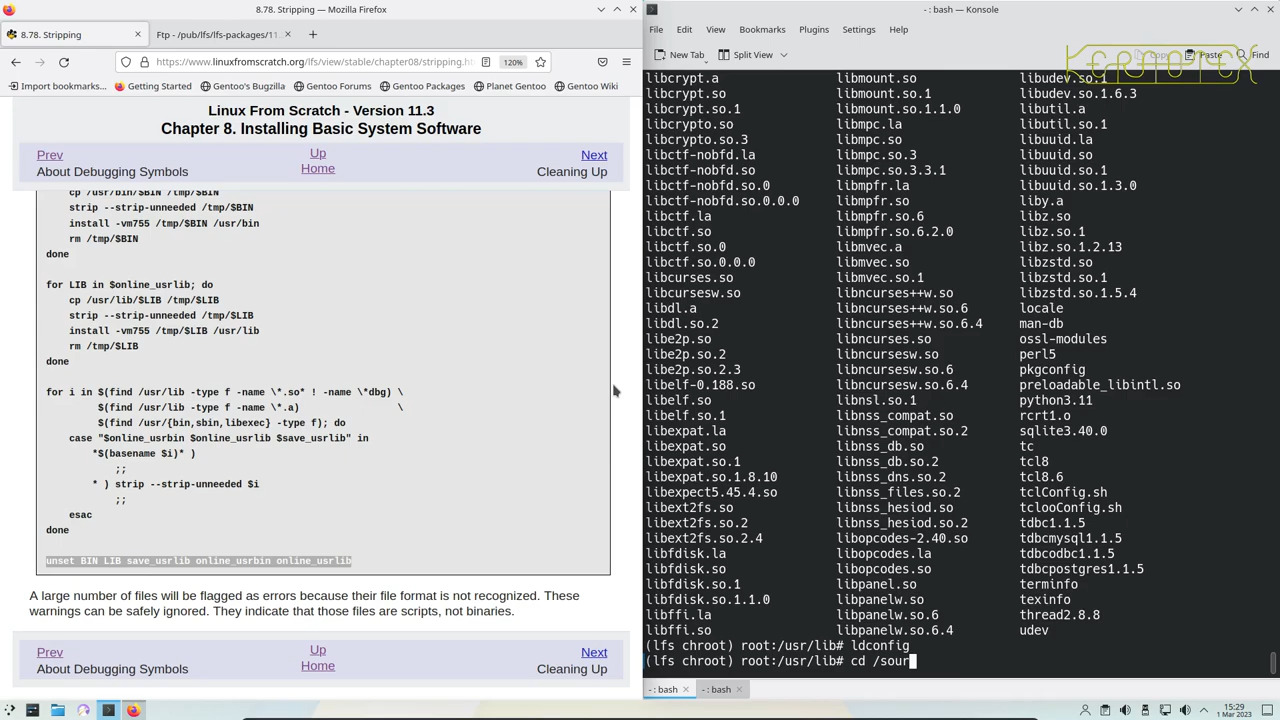 8.78. Stripping — Mozilla Firefox
8.78. Stripping
Ftp - /pub/lfs/lfs-packages/11.
https://www.linuxfromscratch.org/lfs/view/stable/chapter08/stripping.h
120%
Import bookmarks...
Getting Started
Gentoo's Bugzilla
Gentoo Forums
Gentoo Packages
Planet Gentoo
Gentoo Wiki
Linux From Scratch - Version 11.3
Chapter 8. Installing Basic System Software
Prev
Up
Next
About Debugging Symbols
Home
Cleaning Up
cp /usr/bin/$BIN /tmp/$BIN
strip --strip-unneeded /tmp/$BIN
install -vm755 /tmp/$BIN /usr/bin
rm /tmp/$BIN
done
for LIB in $online_usrlib; do
cp /usr/lib/$LIB /tmp/$LIB
strip --strip-unneeded /tmp/$LIB
install -vm755 /tmp/$LIB /usr/lib
rm /tmp/$LIB
done
for i in $(find /usr/lib -type f -name \*.so* ! -name \*dbg) \
$(find /usr/lib -type f -name \*.a) \
$(find /usr/{bin,sbin,libexec} -type f); do
case "$online_usrbin $online_usrlib $save_usrlib" in
*$(basename $i)* )
;;
* ) strip --strip-unneeded $i
;;
esac
done
unset BIN LIB save_usrlib online_usrbin online_usrlib
A large number of files will be flagged as errors because their file format is not recognized. These
warnings can be safely ignored. They indicate that those files are scripts, not binaries.
Prev
Up
Next
About Debugging Symbols
Home
Cleaning Up
- : bash — Konsole
File Edit View Bookmarks Plugins Settings Help
New Tab
Split View
Copy
Paste
Find
KERNOTEX
libcrypt.a libmount.so libudev.so.1
libcrypt.so libmount.so.1 libudev.so.1.6.3
libcrypt.so.1 libmount.so.1.1.0 libutil.a
libcrypto.so libmpc.la libutil.so.1
libcrypto.so.3 libmpc.so libuuid.la
libctf-nobfd.la libmpc.so.3 libuuid.so
libctf-nobfd.so libmpc.so.3.3.1 libuuid.so.1
libctf-nobfd.so.0 libmpfr.la libuuid.so.1.3.0
libctf-nobfd.so.0.0.0 libmpfr.so liby.a
libctf.la libmpfr.so.6 libz.so
libctf.so libmpfr.so.6.2.0 libz.so.1
libctf.so.0 libmvec.a libz.so.1.2.13
libctf.so.0.0.0 libmvec.so libzstd.so
libcurses.so libmvec.so.1 libzstd.so.1
libcursesw.so libncurses++w.so libzstd.so.1.5.4
libdl.a libncurses++w.so.6 locale
libdl.so.2 libncurses++w.so.6.4 man-db
libe2p.so libncurses.so ossl-modules
libe2p.so.2 libncursesw.so perl5
libe2p.so.2.3 libncursesw.so.6 pkgconfig
libelf-0.188.so libncursesw.so.6.4 preloadable_libintl.so
libelf.so libnsl.so.1 python3.11
libelf.so.1 libnss_compat.so rcrt1.o
libexpat.la libnss_compat.so.2 sqlite3.40.0
libexpat.so libnss_db.so tc
libexpat.so.1 libnss_db.so.2 tcl8
libexpat.so.1.8.10 libnss_dns.so.2 tcl8.6
libexpect5.45.4.so libnss_files.so.2 tclConfig.sh
libext2fs.so libnss_hesiod.so tclooConfig.sh
libext2fs.so.2 libnss_hesiod.so.2 tdbc1.1.5
libext2fs.so.2.4 libopcodes-2.40.so tdbcmysql1.1.5
libfdisk.la libopcodes.la tdbcodbc1.1.5
libfdisk.so libopcodes.so tdbcpostgres1.1.5
libfdisk.so.1 libpanel.so terminfo
libfdisk.so.1.1.0 libpanelw.so texinfo
libffi.la libpanelw.so.6 thread2.8.8
libffi.so libpanelw.so.6.4 udev
(lfs chroot) root:/usr/lib# ldconfig
(lfs chroot) root:/usr/lib# cd /sour
- : bash
- : bash
15:29
1 Mar 2023